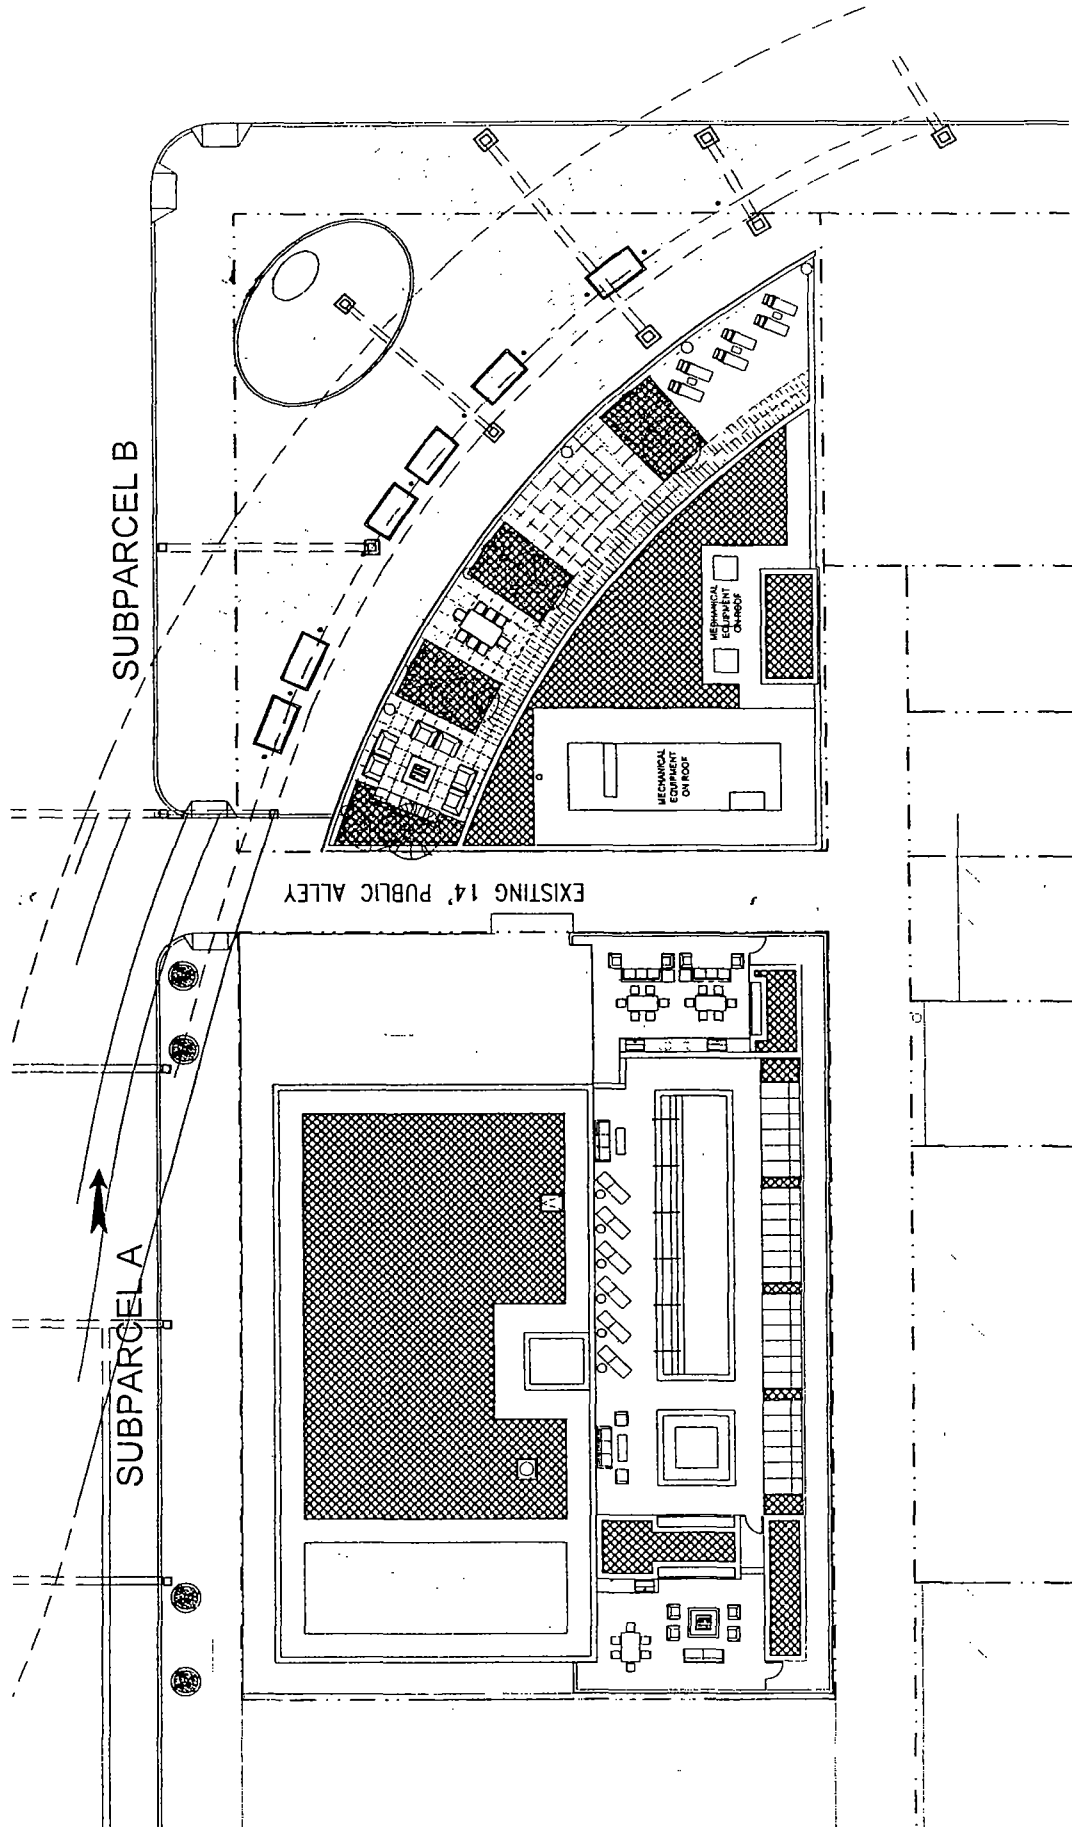 SUBPARCEL B
MECHANICAL
EQUIPMENT
ON ROOF
MECHANICAL
EQUIPMENT
ON ROOF
EXISTING 14' PUBLIC ALLEY
SUBPARCEL A